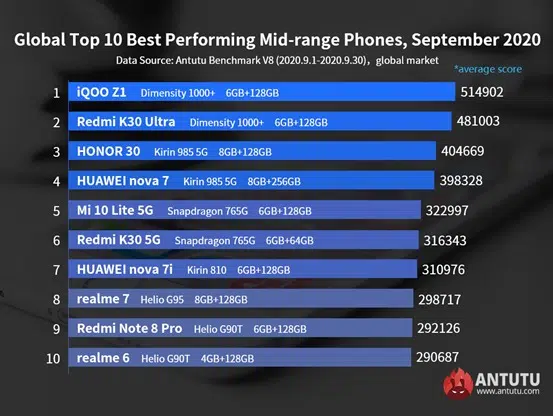 Global Top 10 Best Performing Mid-range Phones, September 2020
Data Source: Antutu Benchmark V8 (2020.9.1-2020.9.30)，global market
*average score
1 iQOO Z1 Dimensity 1000+ 6GB+128GB 514902
2 Redmi K30 Ultra Dimensity 1000+ 6GB+128GB 481003
3 HONOR 30 Kirin 985 5G 8GB+128GB 404669
4 HUAWEI nova 7 Kirin 985 5G 8GB+256GB 398328
5 Mi 10 Lite 5G Snapdragon 765G 6GB+128GB 322997
6 Redmi K30 5G Snapdragon 765G 6GB+64GB 316343
7 HUAWEI nova 7i Kirin 810 6GB+128GB 310976
8 realme 7 Helio G95 8GB+128GB 298717
9 Redmi Note 8 Pro Helio G90T 6GB+128GB 292126
10 realme 6 Helio G90T 4GB+128GB 290687
ANTUTU
www.antutu.com